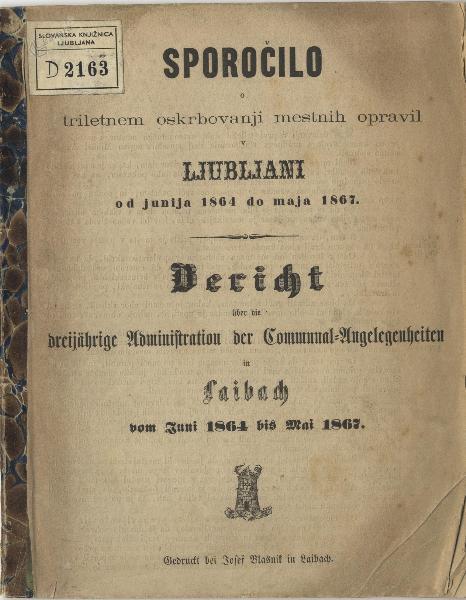 SLOVANSKA KNJIŽNICA
LJUBLJANA
D 2163
SPOROČILO
o
triletnem oskrbovanji mestnih opravil
v
LJUBLJANI
od junija 1864 do maja 1867.
Bericht
über die
dreijährige Administration der Communal-Angelegenheiten
in
Laibach
vom Juni 1864 bis Mai 1867.
Gedruckt bei Josef Blasnik in Laibach.